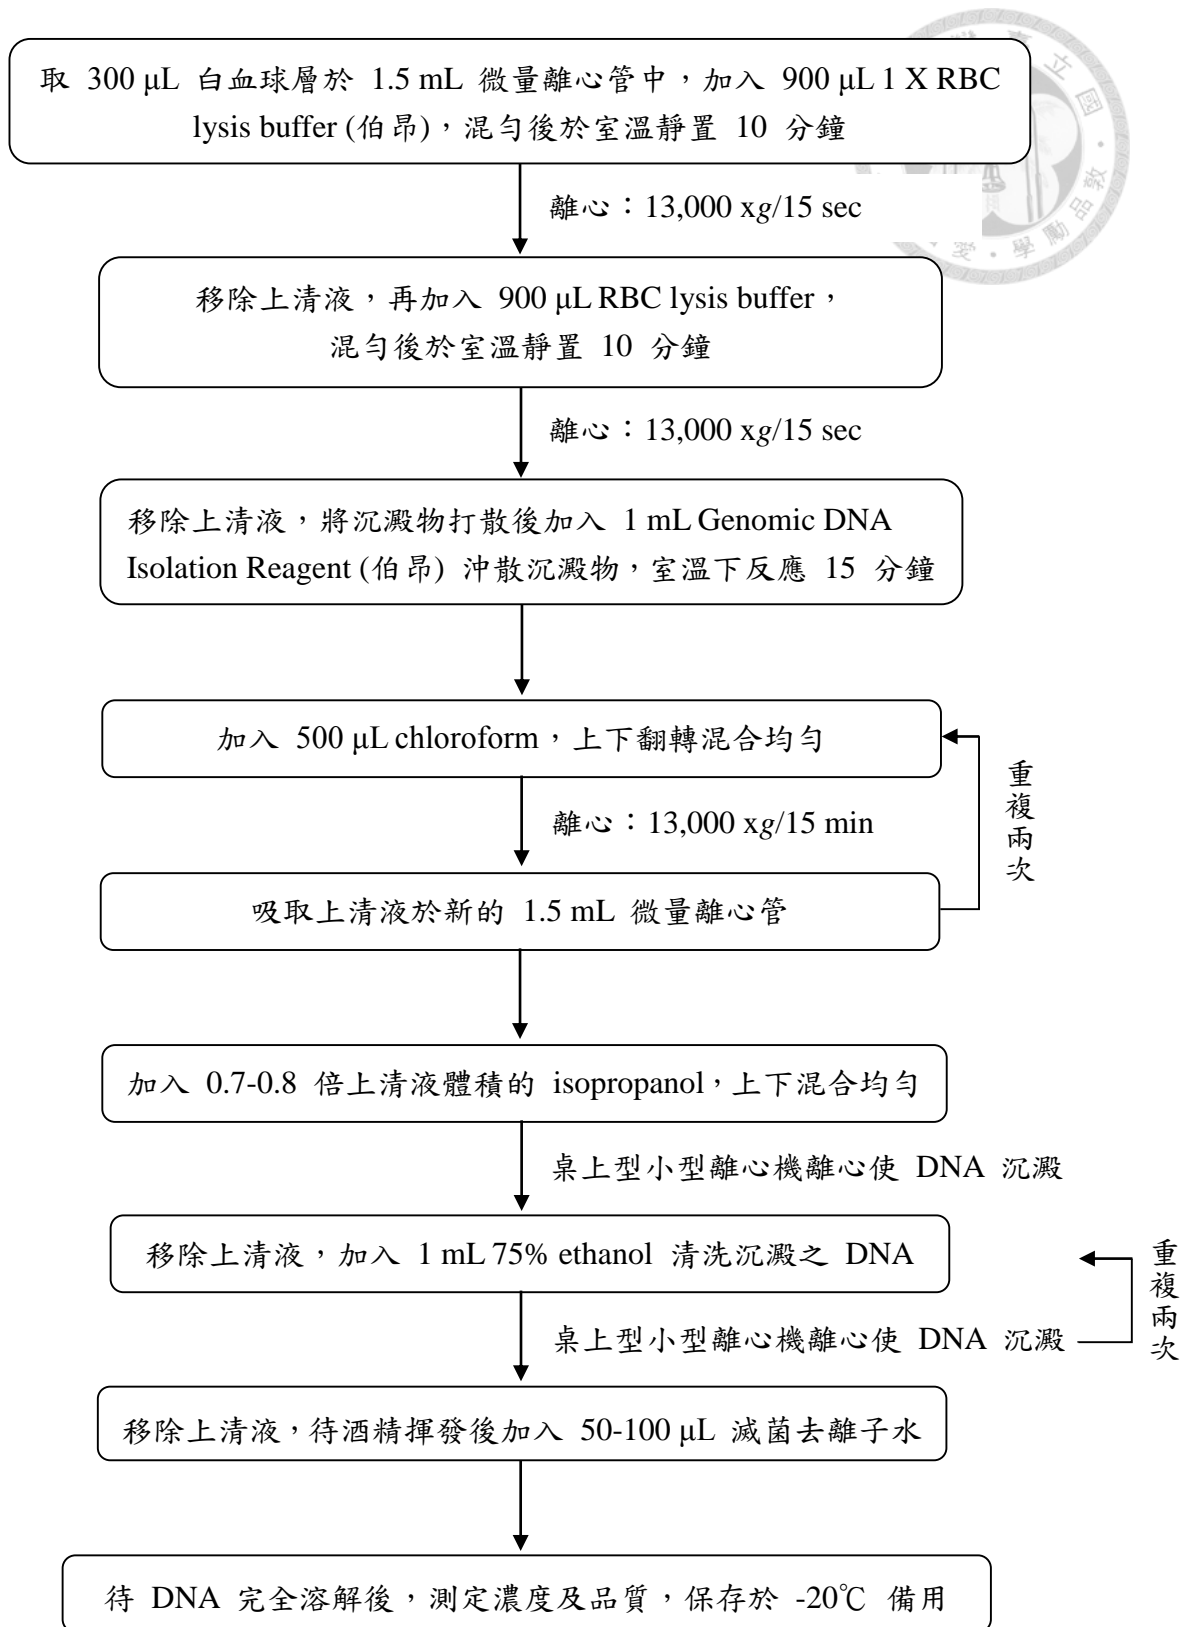 取 300 μL 白血球層於 1.5 mL 微量離心管中，加入 900 μL 1 X RBC
lysis buffer (伯昂)，混勻後於室溫靜置 10 分鐘
離心：13,000 xg/15 sec
移除上清液，再加入 900 μL RBC lysis buffer，
混勻後於室溫靜置 10 分鐘
離心：13,000 xg/15 sec
移除上清液，將沉澱物打散後加入 1 mL Genomic DNA
Isolation Reagent (伯昂) 沖散沉澱物，室溫下反應 15 分鐘
加入 500 μL chloroform，上下翻轉混合均勻
離心：13,000 xg/15 min
吸取上清液於新的 1.5 mL 微量離心管
重複兩次
加入 0.7-0.8 倍上清液體積的 isopropanol，上下混合均勻
桌上型小型離心機離心使 DNA 沉澱
移除上清液，加入 1 mL 75% ethanol 清洗沉澱之 DNA
桌上型小型離心機離心使 DNA 沉澱
重複兩次
移除上清液，待酒精揮發後加入 50-100 μL 滅菌去離子水
待 DNA 完全溶解後，測定濃度及品質，保存於 -20℃ 備用